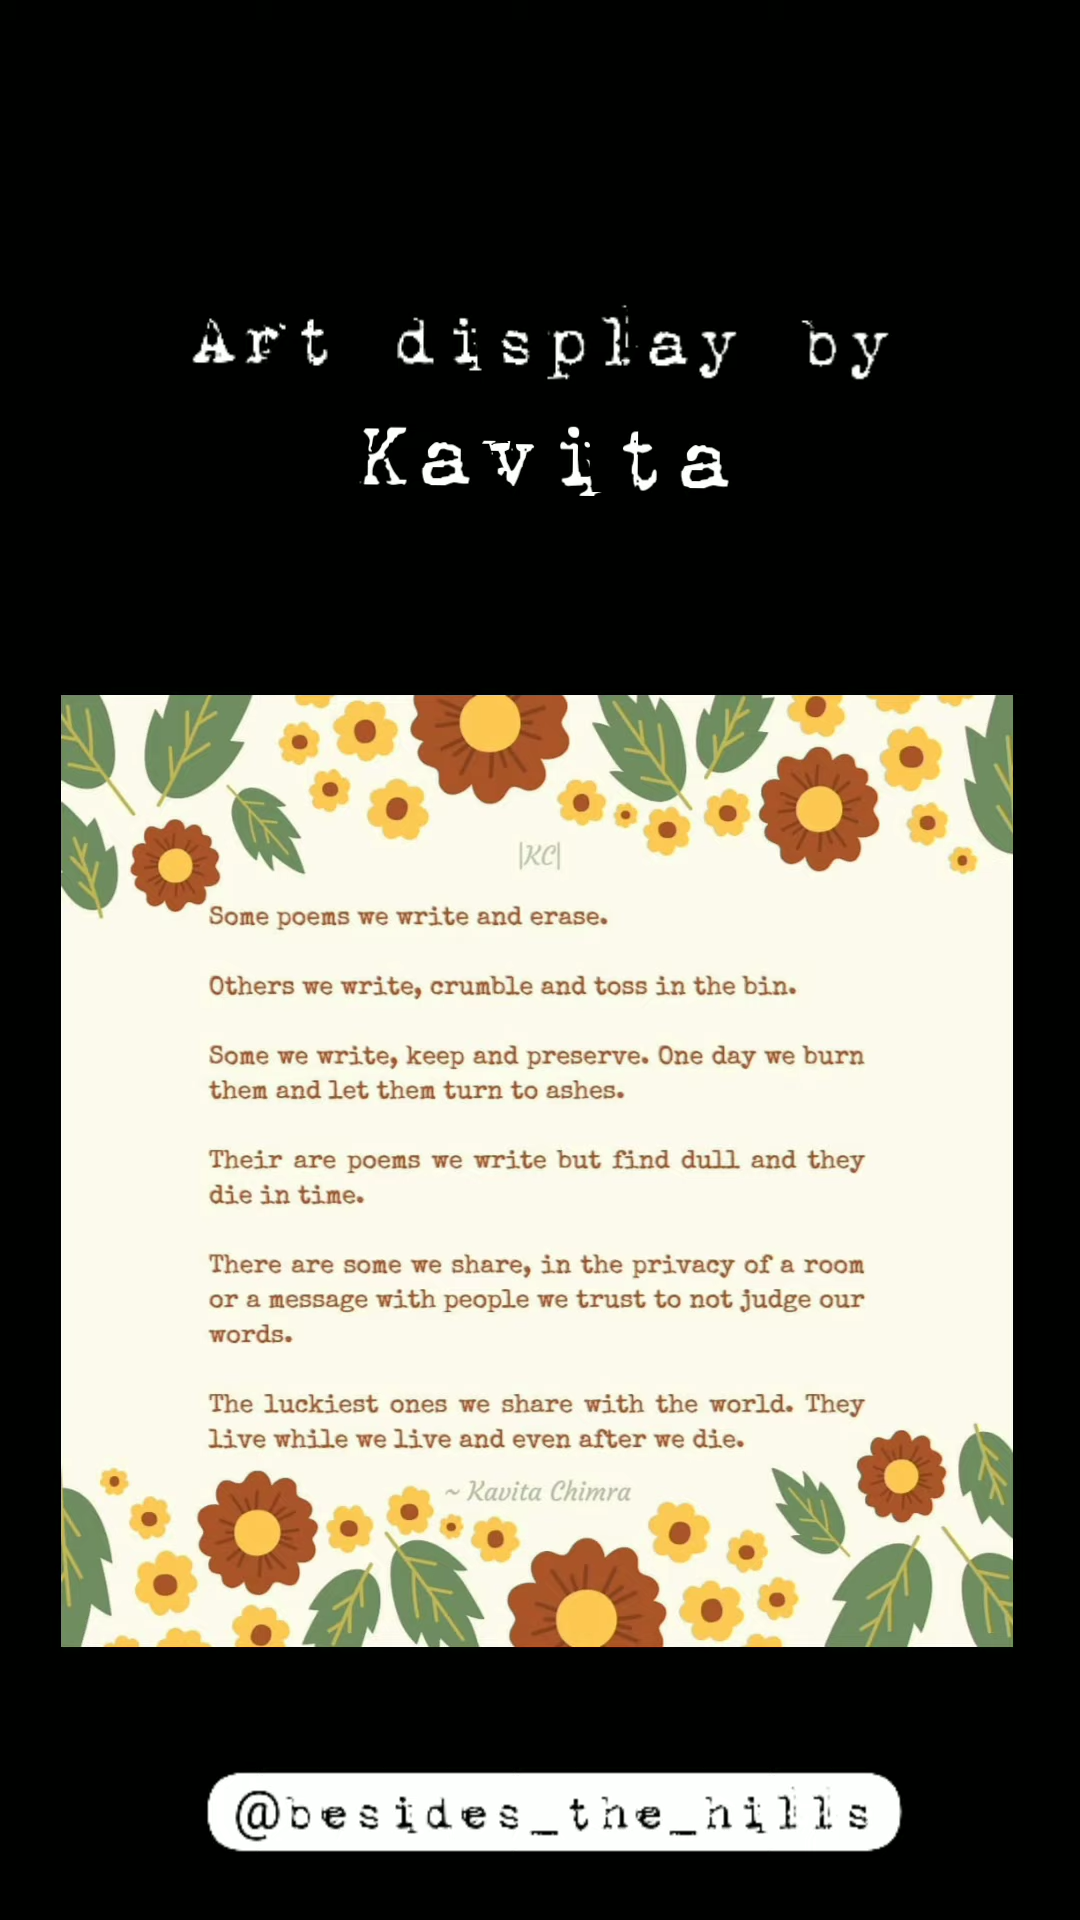 Art display by
Kavita
|KC|
Some poems we write and erase.
Others we write, crumble and toss in the bin.
Some we write, keep and preserve. One day we burn
them and let them turn to ashes.
Their are poems we write but find dull and they
die in time.
There are some we share, in the privacy of a room
or a message with people we trust to not judge our
words.
The luckiest ones we share with the world. They
live while we live and even after we die.
~ Kavita Chimra
@besides_the_hills